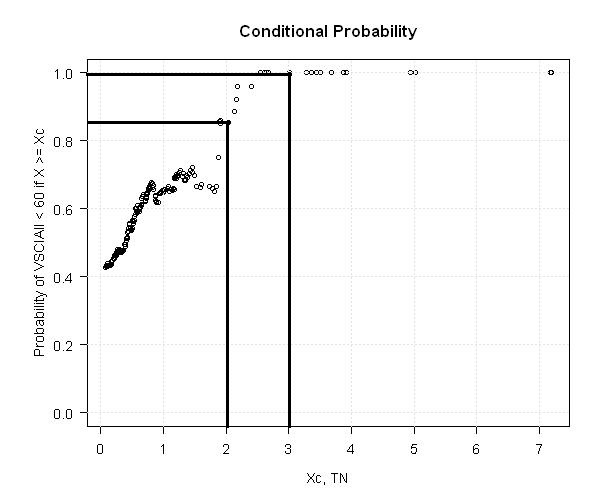 Conditional Probability
Probability of VSCIAll < 60 if X >= Xc
1.0
0.8
0.6
0.4
0.2
0.0
0 1 2 3 4 5 6 7
Xc, TN